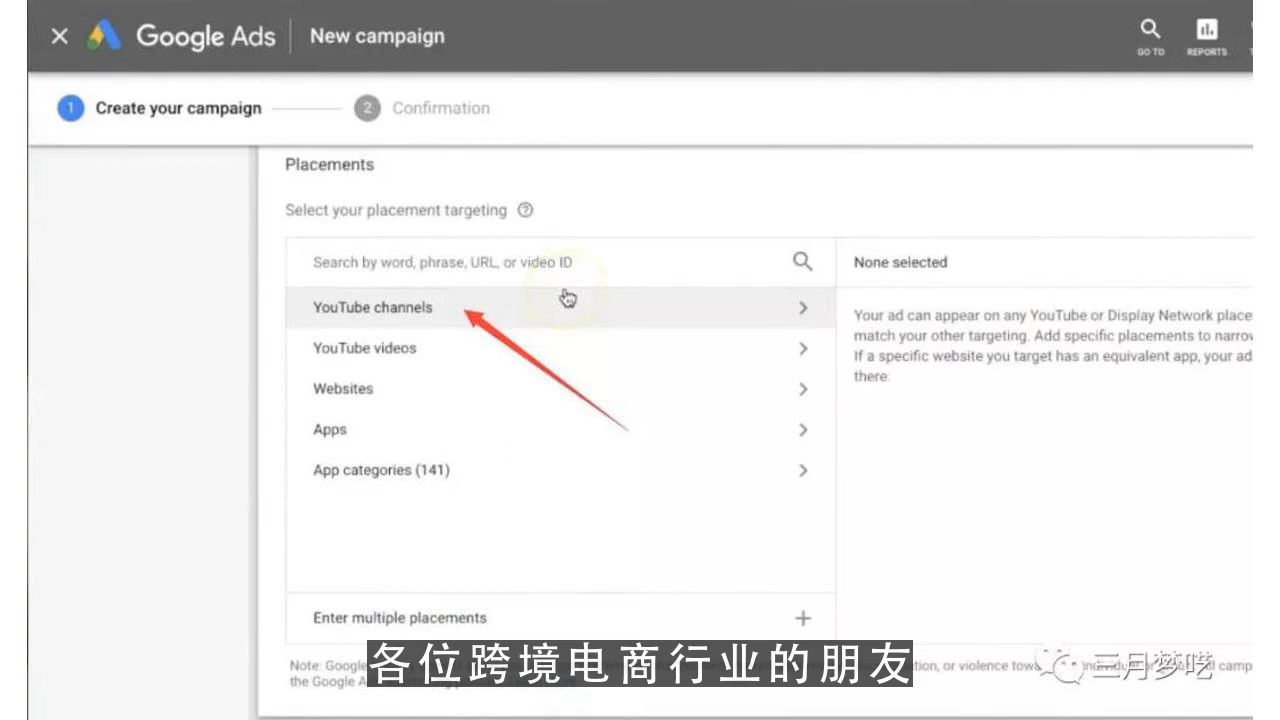 Google Ads
New campaign
GO TO
REPORTS
1 Create your campaign
2 Confirmation
Placements
Select your placement targeting
Search by word, phrase, URL, or video ID
None selected
YouTube channels
YouTube videos
Websites
Apps
App categories (141)
Your ad can appear on any YouTube or Display Network place
match your other targeting. Add specific placements to narrow
If a specific website you target has an equivalent app, your ad
there.
Enter multiple placements
Note: Google
tion, or violence
the Google A
各位跨境电商行业的朋友
三月梦呓